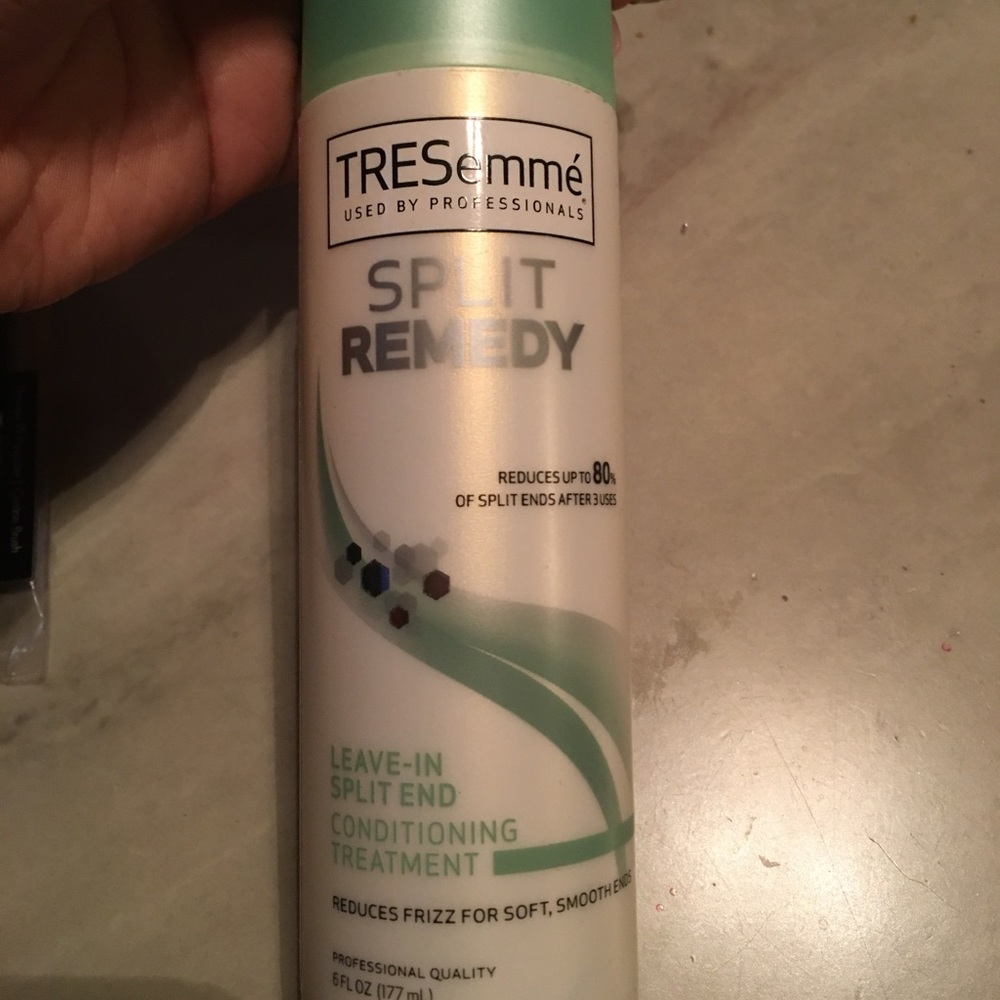 TRESemmé
USED BY PROFESSIONALS
SPLIT
REMEDY
REDUCES UP TO 80%
OF SPLIT ENDS AFTER 3 USES
LEAVE-IN
SPLIT END
CONDITIONING
TREATMENT
REDUCES FRIZZ FOR SOFT, SMOOTH ENDS
PROFESSIONAL QUALITY
6 FL OZ (177 mL)